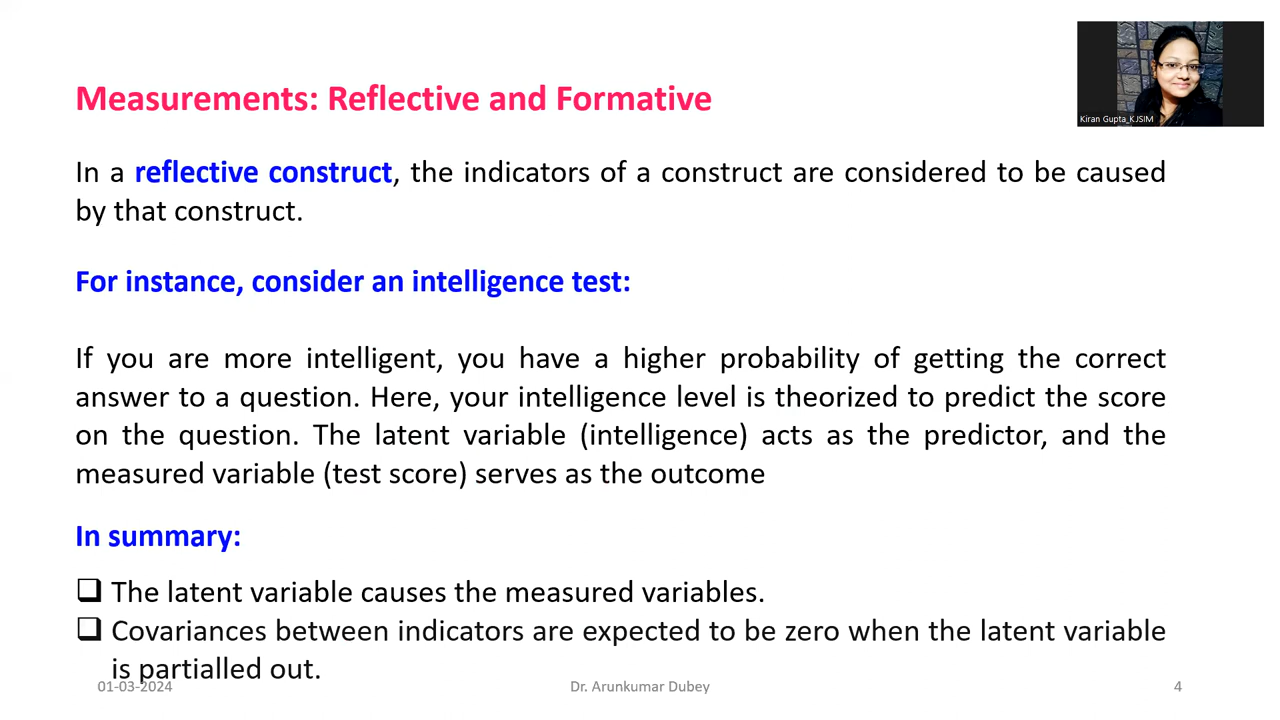 Kiran Gupta_KJSIM
Measurements: Reflective and Formative
In a reflective construct, the indicators of a construct are considered to be caused
by that construct.
For instance, consider an intelligence test:
If you are more intelligent, you have a higher probability of getting the correct
answer to a question. Here, your intelligence level is theorized to predict the score
on the question. The latent variable (intelligence) acts as the predictor, and the
measured variable (test score) serves as the outcome
In summary:
❑ The latent variable causes the measured variables.
❑ Covariances between indicators are expected to be zero when the latent variable
is partialled out.
01-03-2024 Dr. Arunkumar Dubey 4